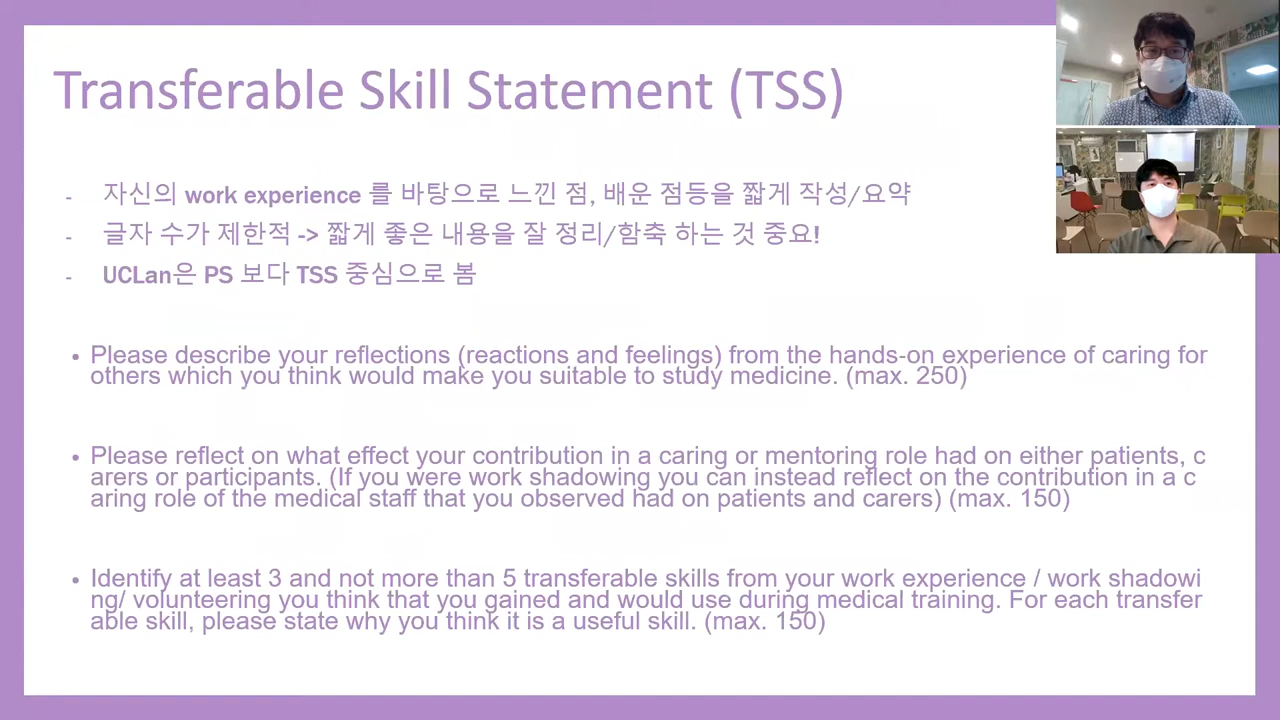 Transferable Skill Statement (TSS)
- 자신의 work experience 를 바탕으로 느낀 점, 배운 점등을 짧게 작성/요약
- 글자 수가 제한적 -> 짧게 좋은 내용을 잘 정리/함축 하는 것 중요!
- UCLan은 PS 보다 TSS 중심으로 봄
• Please describe your reflections (reactions and feelings) from the hands-on experience of caring for
others which you think would make you suitable to study medicine. (max. 250)
• Please reflect on what effect your contribution in a caring or mentoring role had on either patients, c
arers or participants. (If you were work shadowing you can instead reflect on the contribution in a c
aring role of the medical staff that you observed had on patients and carers) (max. 150)
• Identify at least 3 and not more than 5 transferable skills from your work experience / work shadowi
ng/ volunteering you think that you gained and would use during medical training. For each transfer
able skill, please state why you think it is a useful skill. (max. 150)